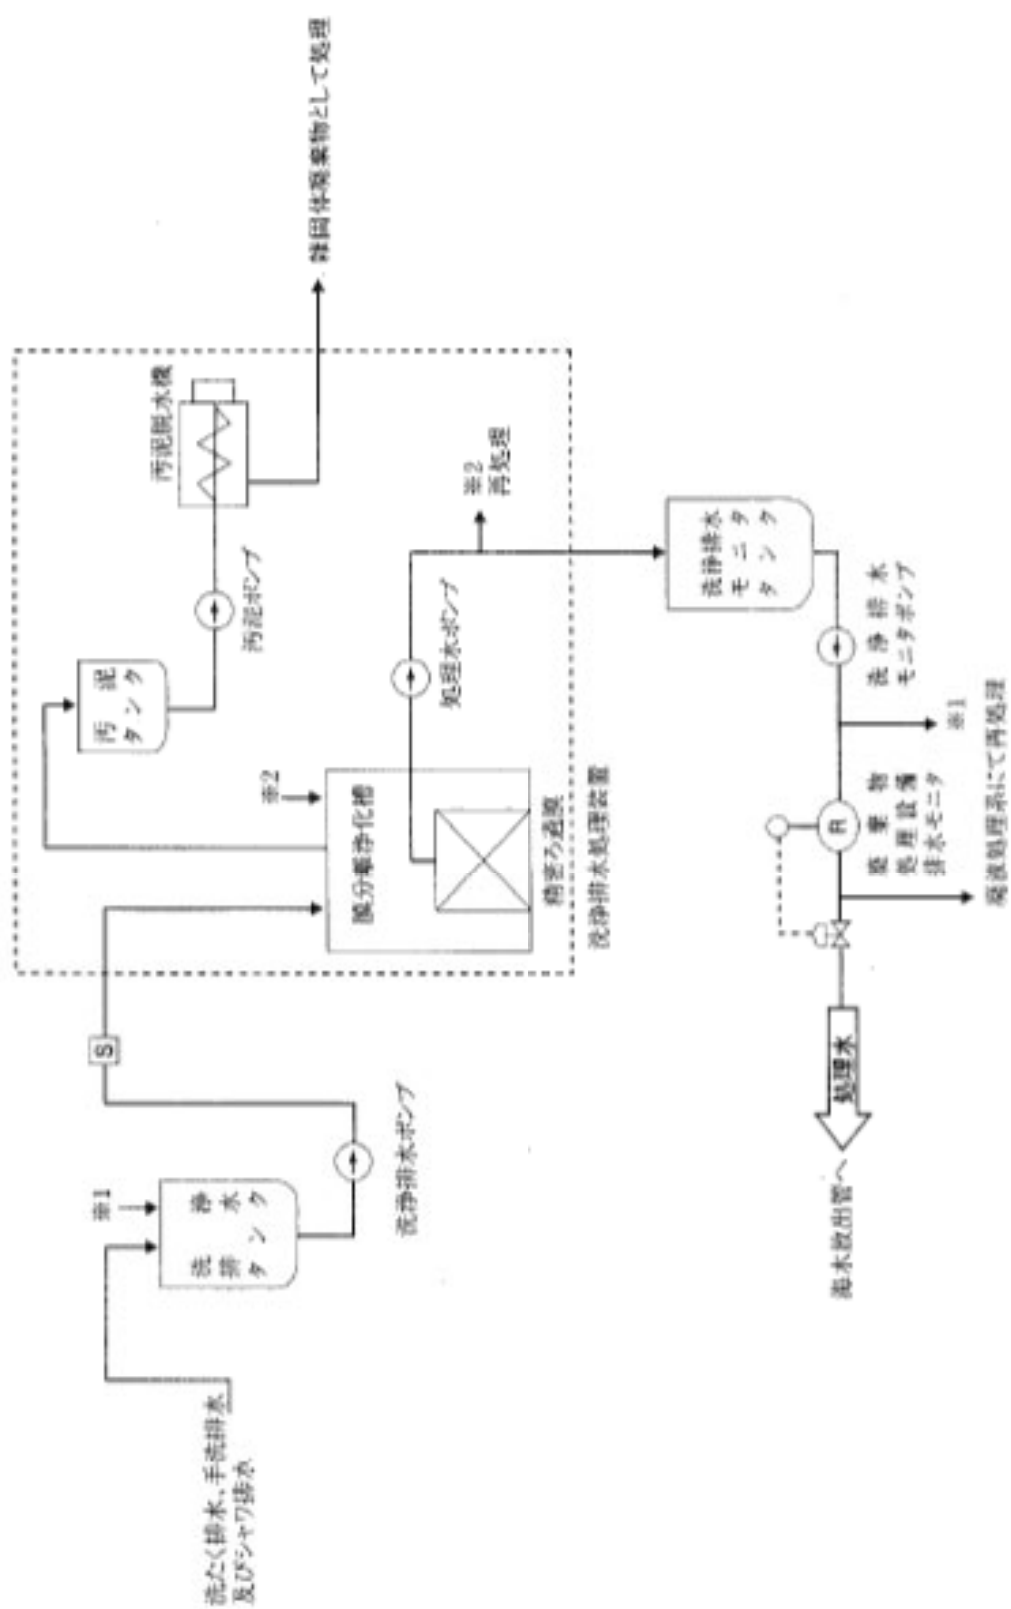 洗たく排水、手洗排水
及びシャワ排水
※1
洗浄
排水
タンク
洗浄排水ポンプ
S
※2
膜分離浄化槽
精密ろ過膜
洗浄排水処理装置
汚泥
タンク
汚泥ポンプ
汚泥脱水機
雑固体廃棄物として処理
処理水ポンプ
※2
再処理
洗浄排水
モニタ
タンク
洗浄排水
モニタポンプ
※1
R
廃棄物
処理設備
排水モニタ
廃液処理系にて再処理
処理水
海水放出管へ